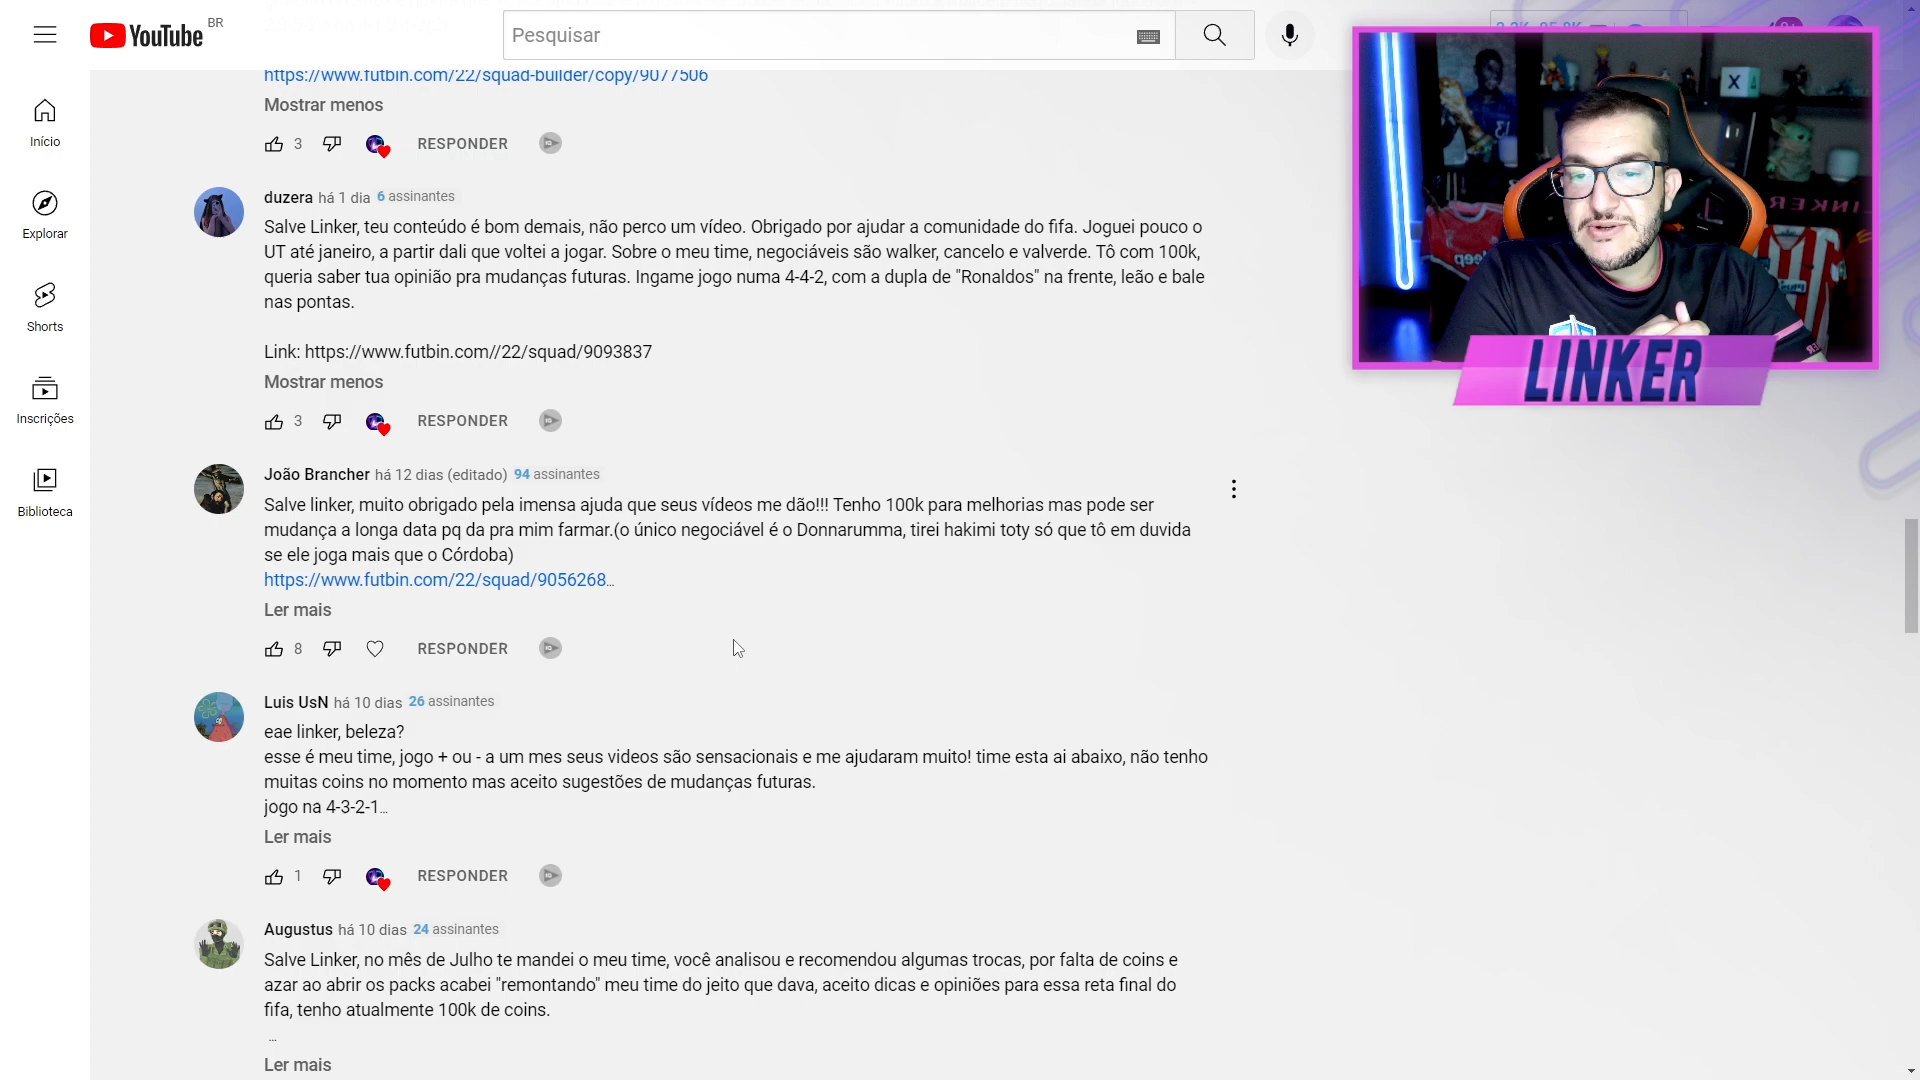 YouTube BR
Pesquisar
https://www.futbin.com/22/squad-builder/copy/9077506
Mostrar menos
3 RESPONDER
Início
Explorar
Shorts
Inscrições
Biblioteca
duzera há 1 dia 6 assinantes
Salve Linker, teu conteúdo é bom demais, não perco um vídeo. Obrigado por ajudar a comunidade do fifa. Joguei pouco o
UT até janeiro, a partir dali que voltei a jogar. Sobre o meu time, negociáveis são walker, cancelo e valverde. Tô com 100k,
queria saber tua opinião pra mudanças futuras. Ingame jogo numa 4-4-2, com a dupla de "Ronaldos" na frente, leão e bale
nas pontas.
Link: https://www.futbin.com//22/squad/9093837
Mostrar menos
3 RESPONDER
João Brancher há 12 dias (editado) 94 assinantes
Salve linker, muito obrigado pela imensa ajuda que seus vídeos me dão!!! Tenho 100k para melhorias mas pode ser
mudança a longa data pq da pra mim farmar.(o único negociável é o Donnarumma, tirei hakimi toty só que tô em duvida
se ele joga mais que o Córdoba)
https://www.futbin.com/22/squad/9056268...
Ler mais
8 RESPONDER
Luis UsN há 10 dias 26 assinantes
eae linker, beleza?
esse é meu time, jogo + ou - a um mes seus videos são sensacionais e me ajudaram muito! time esta ai abaixo, não tenho
muitas coins no momento mas aceito sugestões de mudanças futuras.
jogo na 4-3-2-1...
Ler mais
1 RESPONDER
Augustus há 10 dias 24 assinantes
Salve Linker, no mês de Julho te mandei o meu time, você analisou e recomendou algumas trocas, por falta de coins e
azar ao abrir os packs acabei "remontando" meu time do jeito que dava, aceito dicas e opiniões para essa reta final do
fifa, tenho atualmente 100k de coins.
...
Ler mais
X
LINKER
LINKER